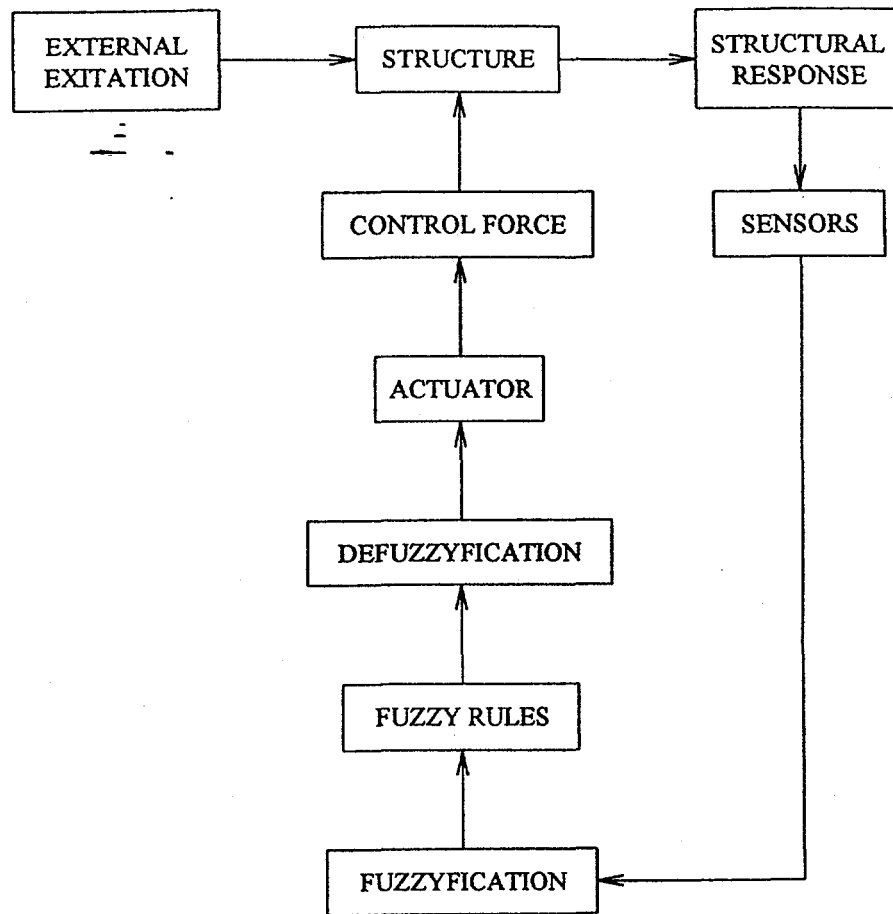 EXTERNAL
EXITATION
STRUCTURE
STRUCTURAL
RESPONSE
CONTROL FORCE
SENSORS
ACTUATOR
DEFUZZYFICATION
FUZZY RULES
FUZZYFICATION